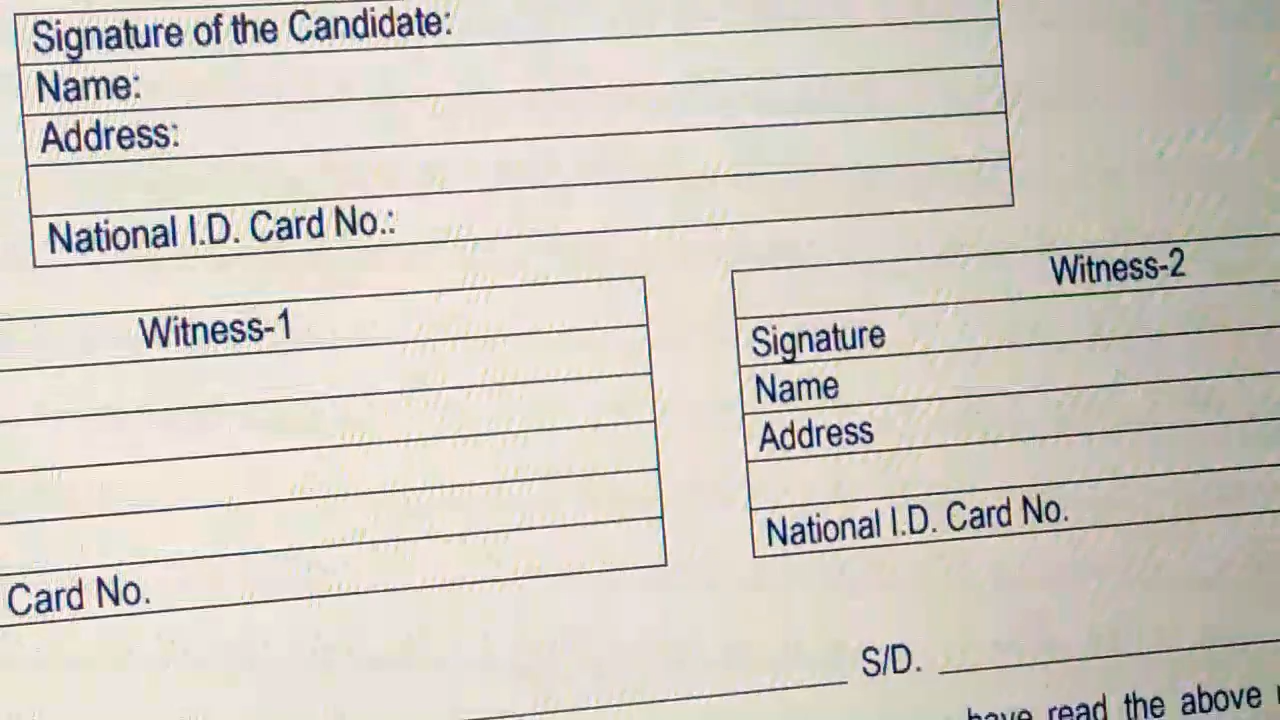 Signature of the Candidate:
Name:
Address:
National I.D. Card No.:
Witness-1
Card No.
Witness-2
Signature
Name
Address
National I.D. Card No.
S/D.
have read the above